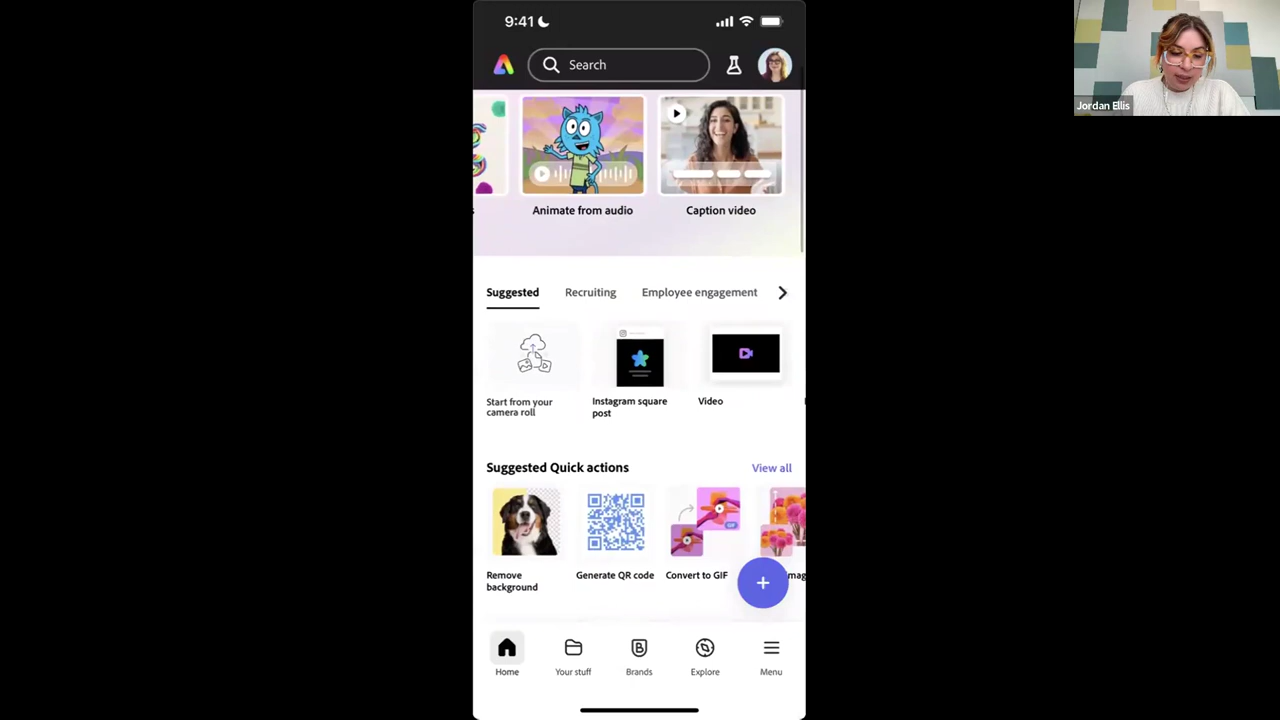 9:41
Search
Jordan Ellis
Animate from audio
Caption video
Suggested
Recruiting
Employee engagement
Start from your
camera roll
Instagram square
post
Video
Suggested Quick actions
View all
GIF
Remove
background
Generate QR code
Convert to GIF
Home
Your stuff
Brands
Explore
Menu